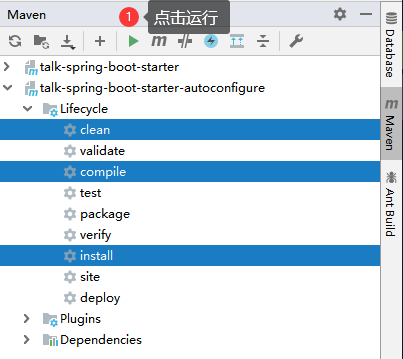 Maven
1 点击运行
m
talk-spring-boot-starter
talk-spring-boot-starter-autoconfigure
Lifecycle
clean
validate
compile
test
package
verify
install
site
deploy
Plugins
Dependencies
Database
m Maven
Ant Build